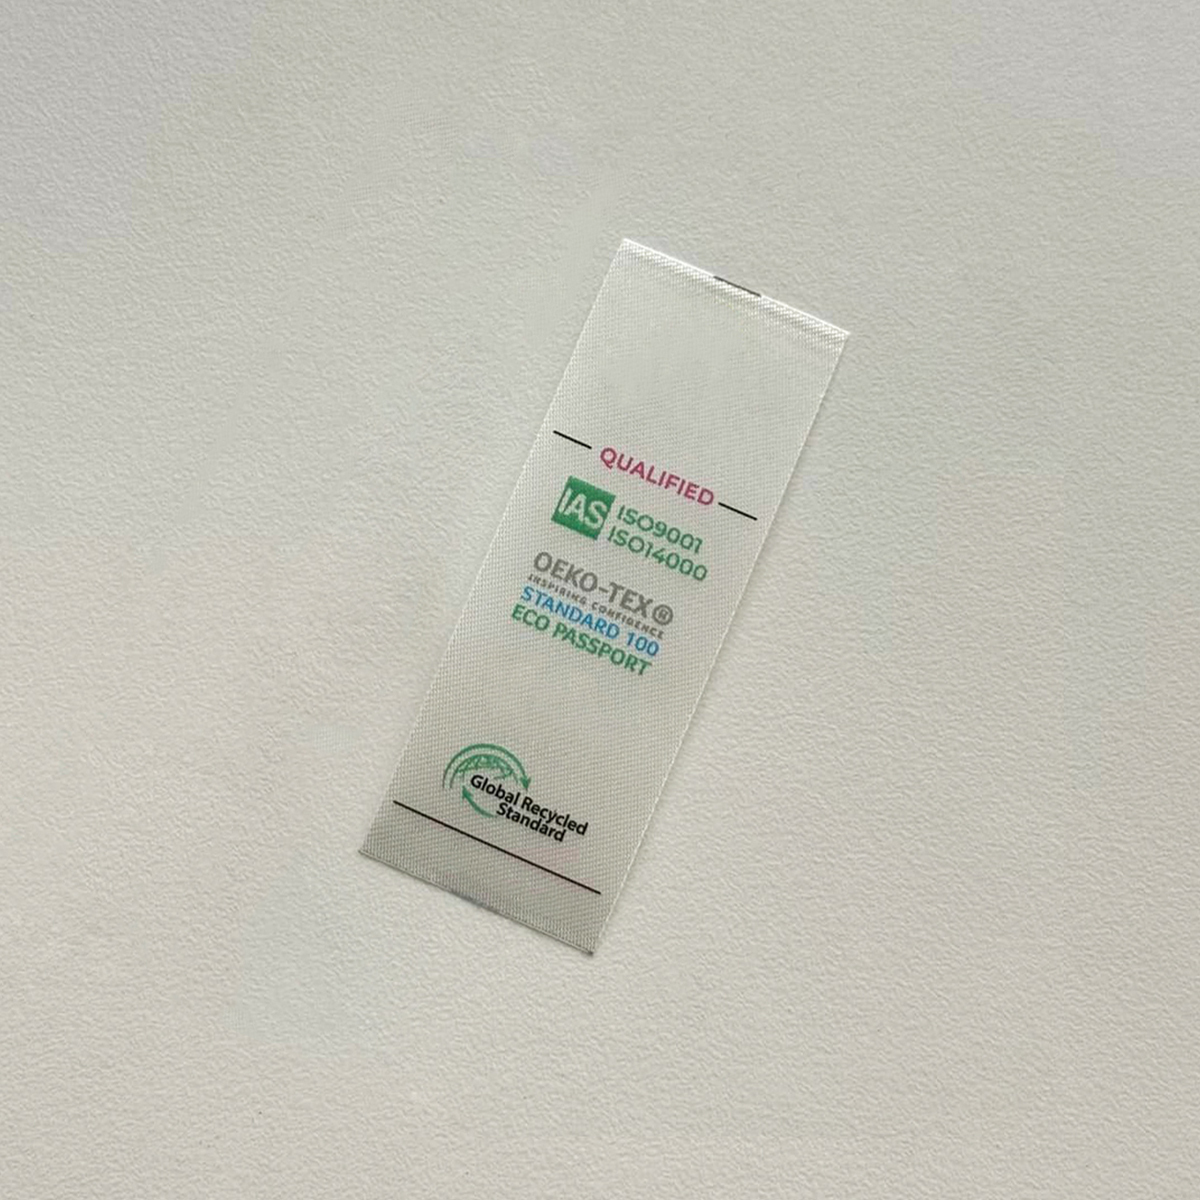 QUALIFIED
IAS
ISO9001
ISO14000
OEKO-TEX®
INSPIRING CONFIDENCE
STANDARD 100
ECO PASSPORT
Global Recycled
Standard